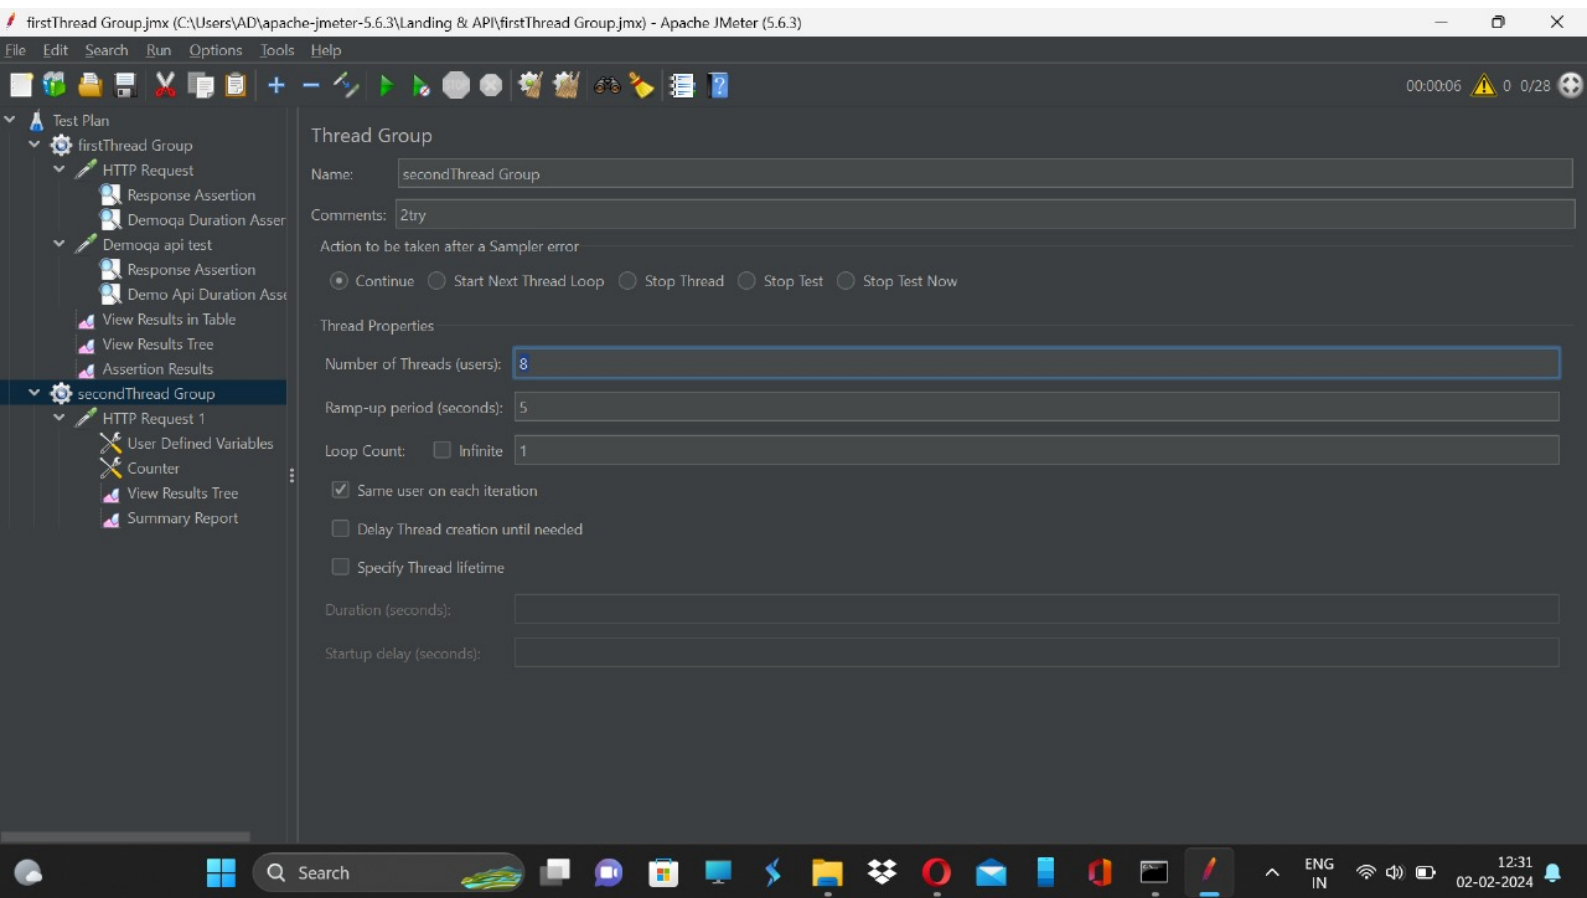 firstThread Group.jmx (C:\Users\AD\apache-jmeter-5.6.3\Landing & API\firstThread Group.jmx) - Apache JMeter (5.6.3)
File Edit Search Run Options Tools Help
STOP
00:00:06 0 0/28
Test Plan
firstThread Group
HTTP Request
Response Assertion
Demoqa Duration Asser
Demoqa api test
Response Assertion
Demo Api Duration Asse
View Results in Table
View Results Tree
Assertion Results
secondThread Group
HTTP Request 1
User Defined Variables
Counter
View Results Tree
Summary Report
Thread Group
Name: secondThread Group
Comments: 2try
Action to be taken after a Sampler error
Continue Start Next Thread Loop Stop Thread Stop Test Stop Test Now
Thread Properties
Number of Threads (users): 8
Ramp-up period (seconds): 5
Loop Count: Infinite 1
Same user on each iteration
Delay Thread creation until needed
Specify Thread lifetime
Duration (seconds):
Startup delay (seconds):
Search
ENG
IN
12:31
02-02-2024